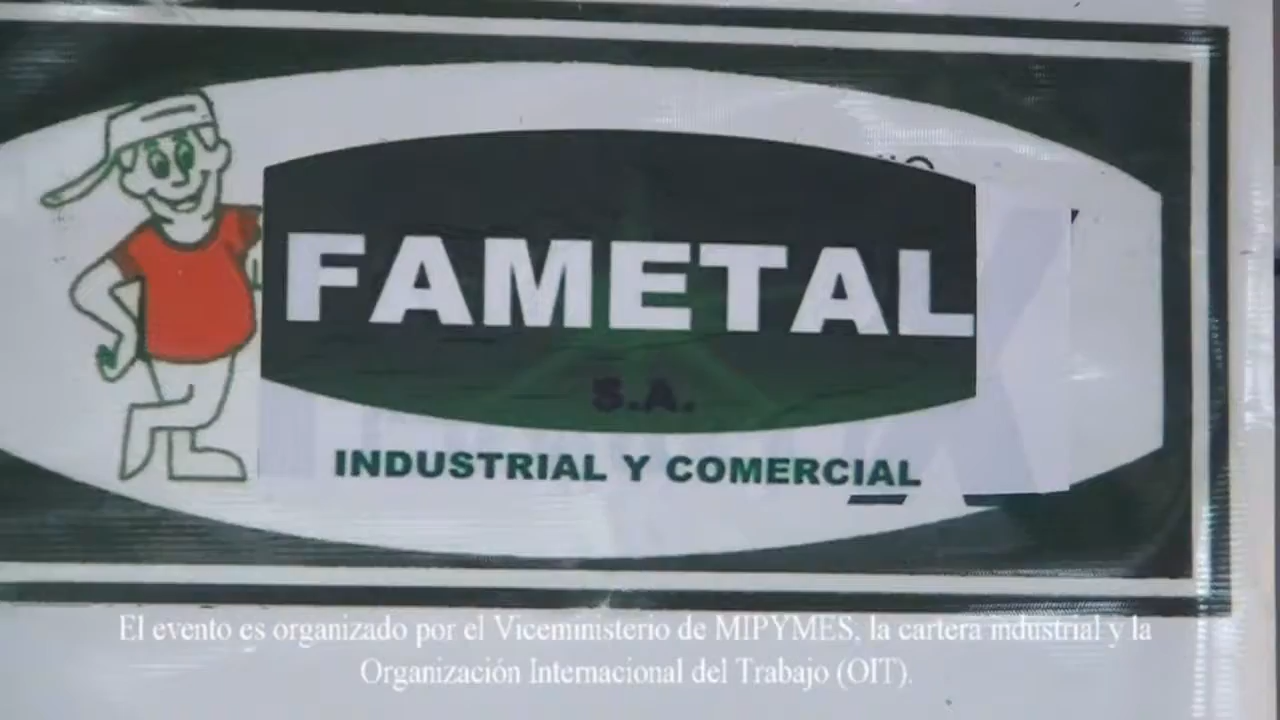 FAMETAL
S.A.
INDUSTRIAL Y COMERCIAL
El evento es organizado por el Viceministerio de MIPYMES, la cartera industrial y la
Organización Internacional del Trabajo (OIT).